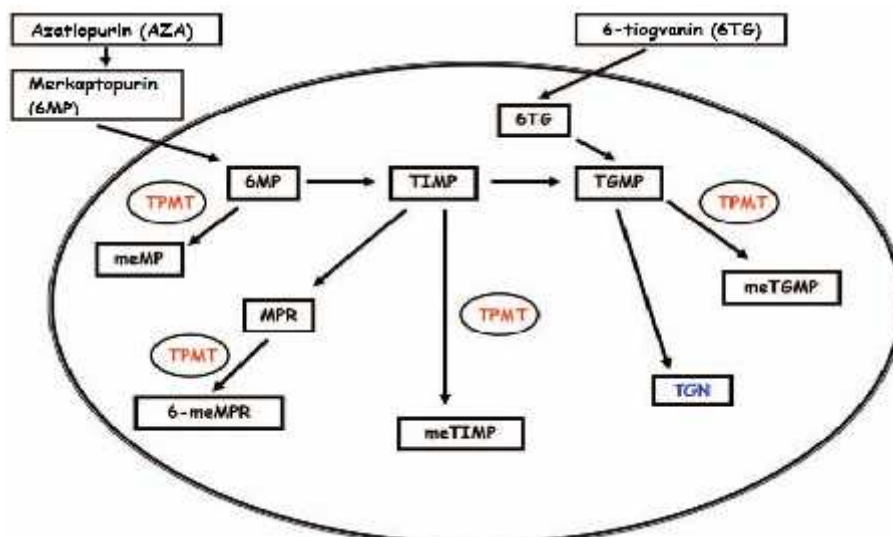 Azatiopurin (AZA)
6-tiogvanin (6TG)
Merkaptopurin
(6MP)
6TG
6MP
TIMP
TGMP
TPMT
TPMT
meMP
meTGMP
MPR
TPMT
TPMT
TGN
6-meMPR
meTIMP